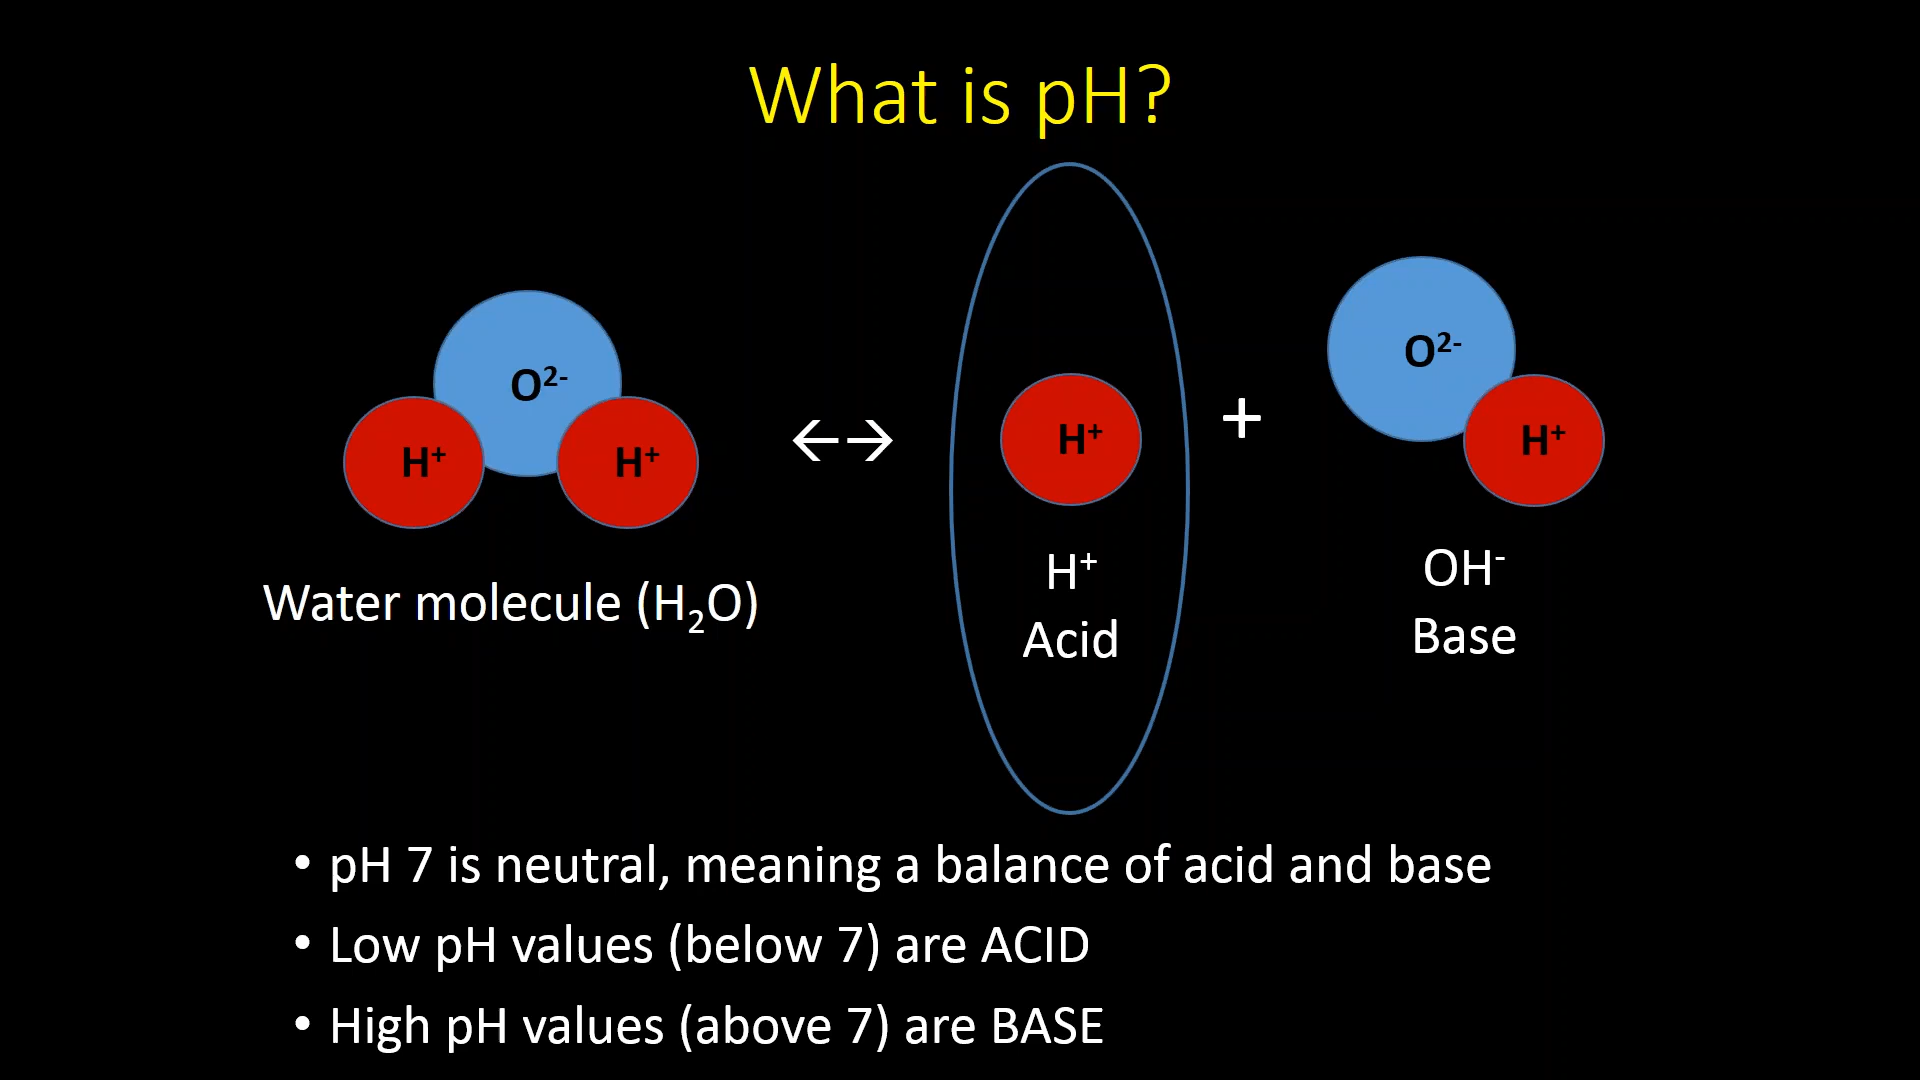 What is pH?
O²⁻
H⁺ H⁺
Water molecule (H₂O)
←→
H⁺
H⁺
Acid
+
O²⁻
H⁺
OH⁻
Base
• pH 7 is neutral, meaning a balance of acid and base
• Low pH values (below 7) are ACID
• High pH values (above 7) are BASE